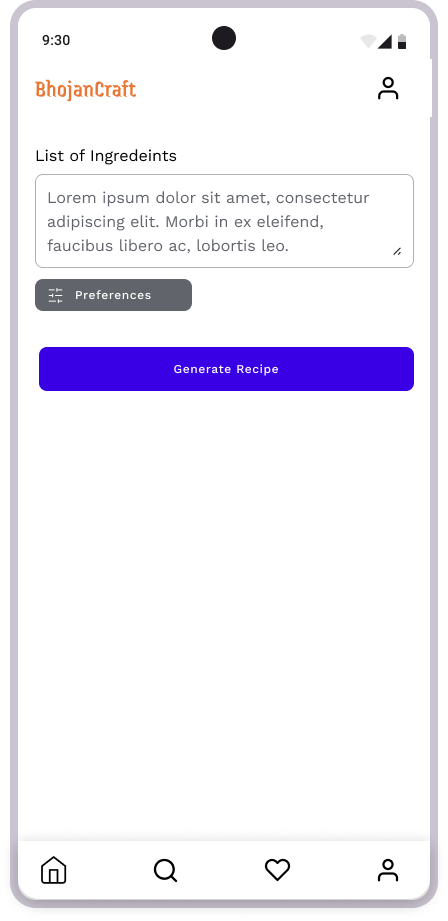 9:30
BhojanCraft
List of Ingredeints
Lorem ipsum dolor sit amet, consectetur
adipiscing elit. Morbi in ex eleifend,
faucibus libero ac, lobortis leo.
Preferences
Generate Recipe